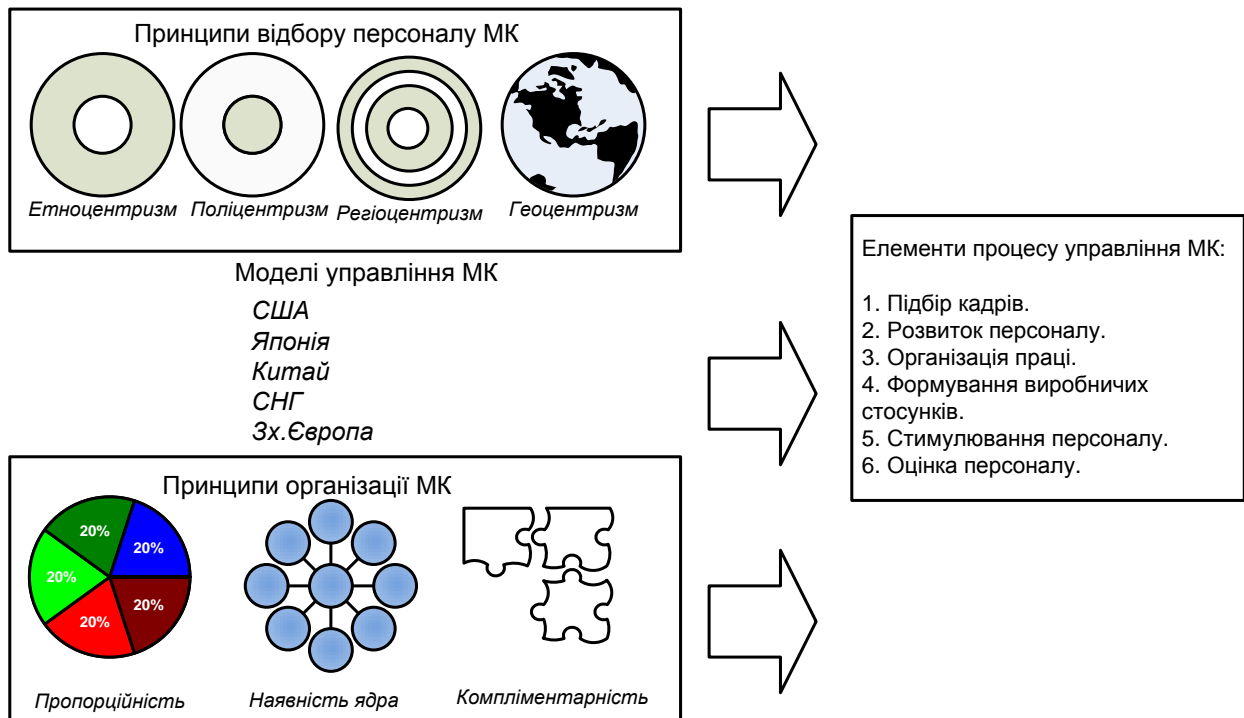 Принципи відбору персоналу МК
Етноцентризм
Поліцентризм
Регіоцентризм
Геоцентризм
Моделі управління МК
США
Японія
Китай
СНГ
Зх.Європа
Принципи організації МК
20%
20%
20%
20%
20%
Пропорційність
Наявність ядра
Компліментарність
Елементи процесу управління МК:
1. Підбір кадрів.
2. Розвиток персоналу.
3. Організація праці.
4. Формування виробничих
стосунків.
5. Стимулювання персоналу.
6. Оцінка персоналу.